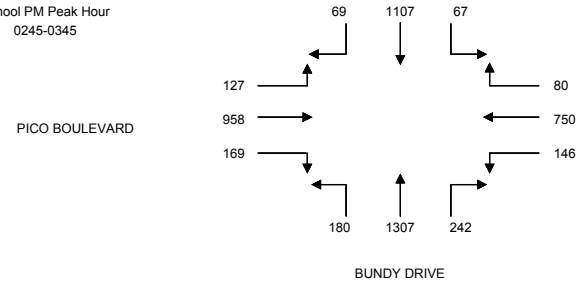 hool PM Peak Hour
0245-0345
69 1107 67
127 80
PICO BOULEVARD
958 750
169 146
180 1307 242
BUNDY DRIVE